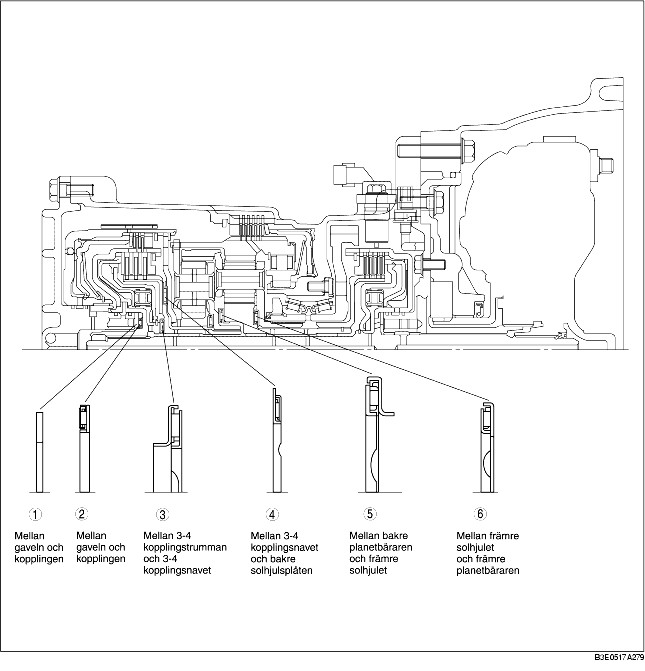 1
Mellan
gaveln och
kopplingen
2
Mellan
gaveln och
kopplingen
3
Mellan 3-4
kopplingstrumman
och 3-4
kopplingsnavet
4
Mellan 3-4
kopplingsnavet
och bakre
solhjulsplåten
5
Mellan bakre
planetbäraren
och främre
solhjulet
6
Mellan främre
solhjulet
och främre
planetbäraren
B3E0517A279